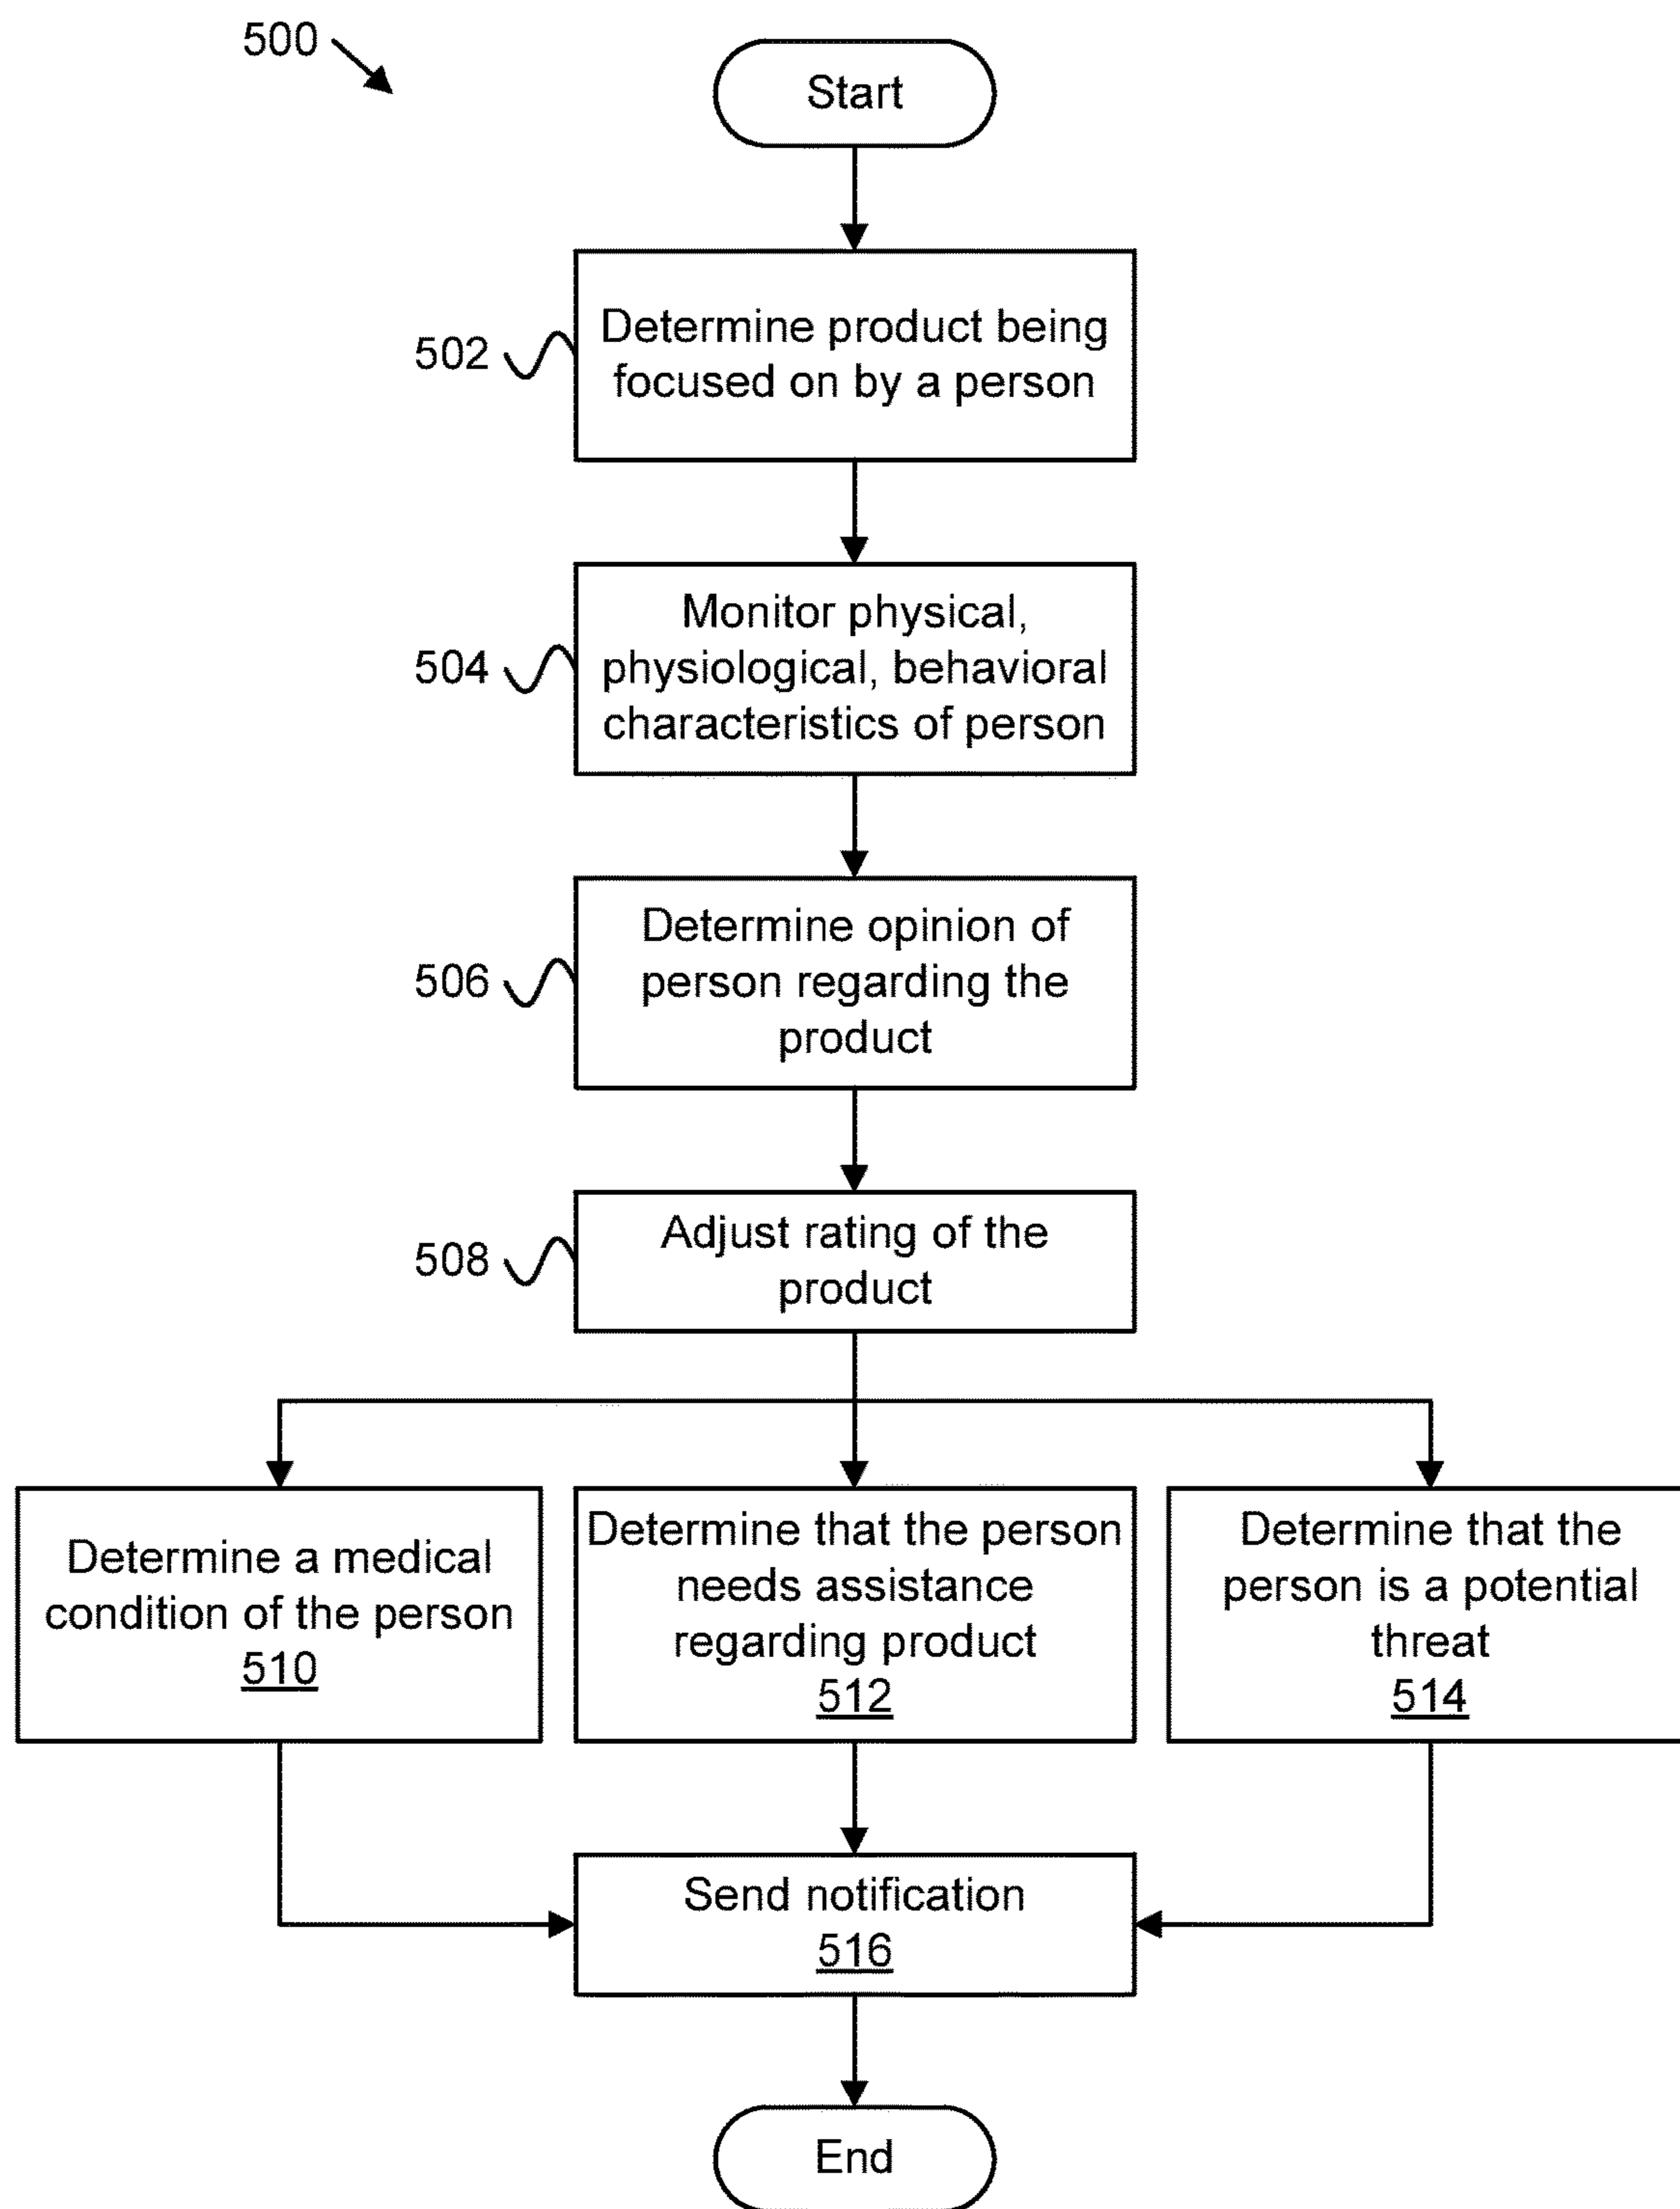 500
Start
502
Determine product being
focused on by a person
504
Monitor physical,
physiological, behavioral
characteristics of person
506
Determine opinion of
person regarding the
product
508
Adjust rating of the
product
Determine a medical
condition of the person
510
Determine that the person
needs assistance
regarding product
512
Determine that the
person is a potential
threat
514
Send notification
516
End